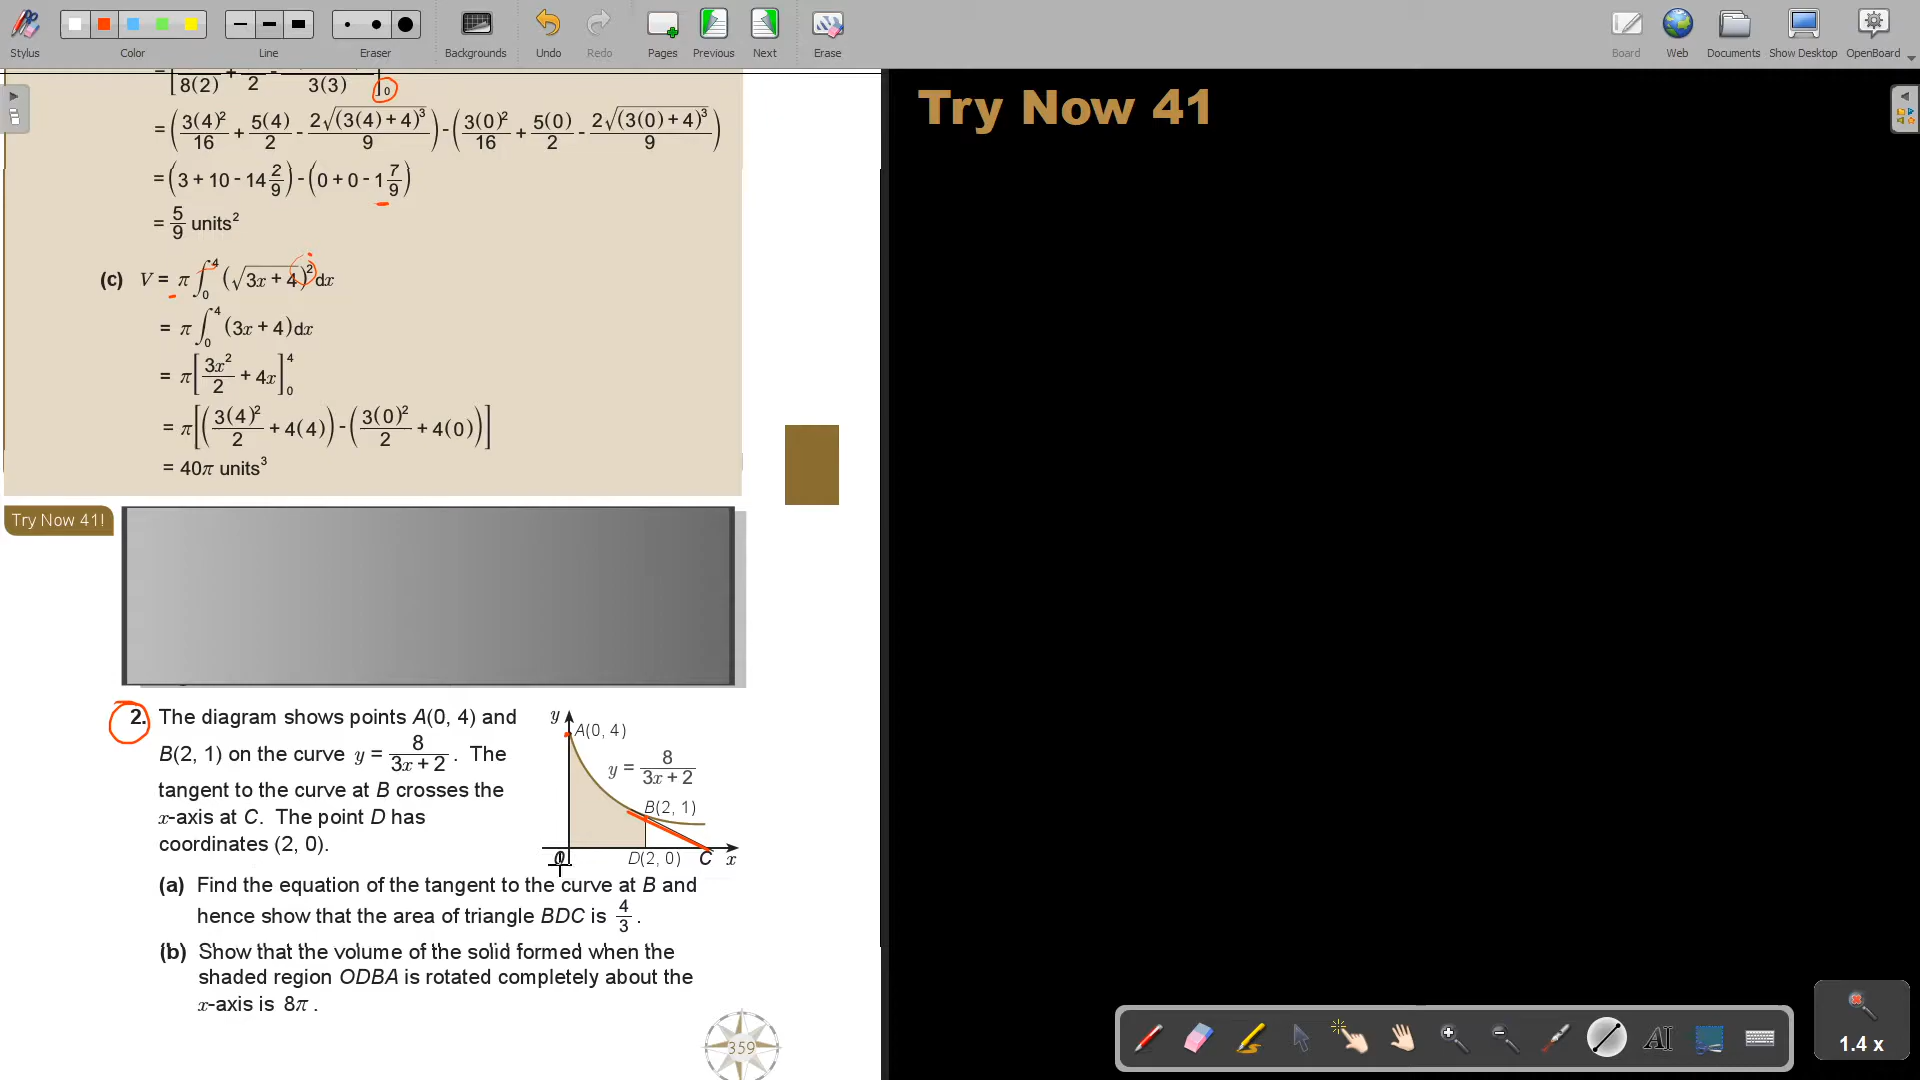 Stylus Color Line Eraser Backgrounds Undo Redo Pages Previous Next Erase Board Web Documents Show Desktop OpenBoard
8(2) + 2 - 3(3) ]0
= (3(4)²/16 + 5(4)/2 - 2√(3(4)+4)³/9) - (3(0)²/16 + 5(0)/2 - 2√(3(0)+4)³/9)
= (3 + 10 - 14 2/9) - (0 + 0 - 1 7/9)
= 5/9 units²
(c) V = π ∫₀⁴ (√3x + 4)² dx
= π ∫₀⁴ (3x + 4) dx
= π [3x²/2 + 4x]₀⁴
= π [(3(4)²/2 + 4(4)) - (3(0)²/2 + 4(0))]
= 40π units³
Try Now 41!
2. The diagram shows points A(0, 4) and
B(2, 1) on the curve y = 8/(3x + 2). The
tangent to the curve at B crosses the
x-axis at C. The point D has
coordinates (2, 0).
y
A(0, 4)
y = 8/(3x + 2)
B(2, 1)
0 D(2, 0) C x
(a) Find the equation of the tangent to the curve at B and
hence show that the area of triangle BDC is 4/3.
(b) Show that the volume of the solid formed when the
shaded region ODBA is rotated completely about the
x-axis is 8π.
359
Try Now 41
AI
1.4 x